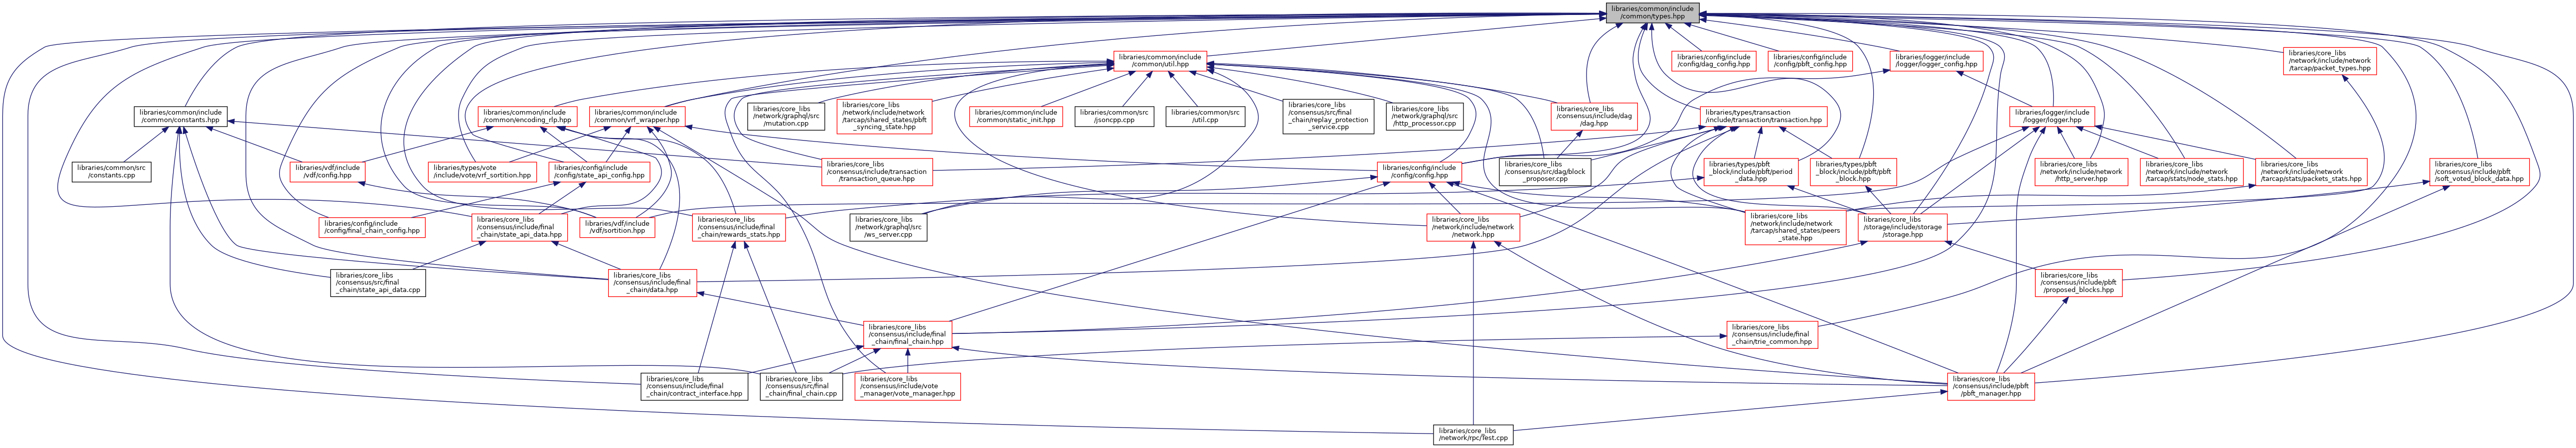 libraries/common/include
/common/types.hpp
libraries/common/include
/common/util.hpp
libraries/config/include
/config/dag_config.hpp
libraries/config/include
/config/pbft_config.hpp
libraries/logger/include
/logger/logger_config.hpp
libraries/core_libs
/network/include/network
/tarcap/packet_types.hpp
libraries/common/include
/common/constants.hpp
libraries/common/include
/common/encoding_rlp.hpp
libraries/common/include
/common/vrf_wrapper.hpp
libraries/core_libs
/network/graphql/src
/mutation.cpp
libraries/core_libs
/network/include/network
/tarcap/shared_states/pbft
_syncing_state.hpp
libraries/common/include
/common/static_init.hpp
libraries/common/src
/jsoncpp.cpp
libraries/common/src
/util.cpp
libraries/core_libs
/consensus/src/final
_chain/replay_protection
_service.cpp
libraries/core_libs
/network/graphql/src
/http_processor.cpp
libraries/core_libs
/consensus/include/dag
/dag.hpp
libraries/types/transaction
/include/transaction/transaction.hpp
libraries/logger/include
/logger/logger.hpp
libraries/common/src
/constants.cpp
libraries/vdf/include
/vdf/config.hpp
libraries/types/vote
/include/vote/vrf_sortition.hpp
libraries/config/include
/config/state_api_config.hpp
libraries/core_libs
/consensus/include/transaction
/transaction_queue.hpp
libraries/config/include
/config/config.hpp
libraries/core_libs
/consensus/src/dag/block
_proposer.cpp
libraries/types/pbft
_block/include/pbft/period
_data.hpp
libraries/types/pbft
_block/include/pbft/pbft
_block.hpp
libraries/core_libs
/network/include/network
/http_server.hpp
libraries/core_libs
/network/include/network
/tarcap/stats/node_stats.hpp
libraries/core_libs
/network/include/network
/tarcap/stats/packets_stats.hpp
libraries/core_libs
/consensus/include/pbft
/soft_voted_block_data.hpp
libraries/config/include
/config/final_chain_config.hpp
libraries/core_libs
/consensus/include/final
_chain/state_api_data.hpp
libraries/vdf/include
/vdf/sortition.hpp
libraries/core_libs
/consensus/include/final
_chain/rewards_stats.hpp
libraries/core_libs
/network/graphql/src
/ws_server.cpp
libraries/core_libs
/network/include/network
/network.hpp
libraries/core_libs
/network/include/network
/tarcap/shared_states/peers
_state.hpp
libraries/core_libs
/storage/include/storage
/storage.hpp
libraries/core_libs
/consensus/src/final
_chain/state_api_data.cpp
libraries/core_libs
/consensus/include/final
_chain/data.hpp
libraries/core_libs
/consensus/include/pbft
/proposed_blocks.hpp
libraries/core_libs
/consensus/include/final
_chain/final_chain.hpp
libraries/core_libs
/consensus/include/final
_chain/trie_common.hpp
libraries/core_libs
/consensus/include/final
_chain/contract_interface.hpp
libraries/core_libs
/consensus/src/final
_chain/final_chain.cpp
libraries/core_libs
/consensus/include/vote
_manager/vote_manager.hpp
libraries/core_libs
/consensus/include/pbft
/pbft_manager.hpp
libraries/core_libs
/network/rpc/Test.cpp